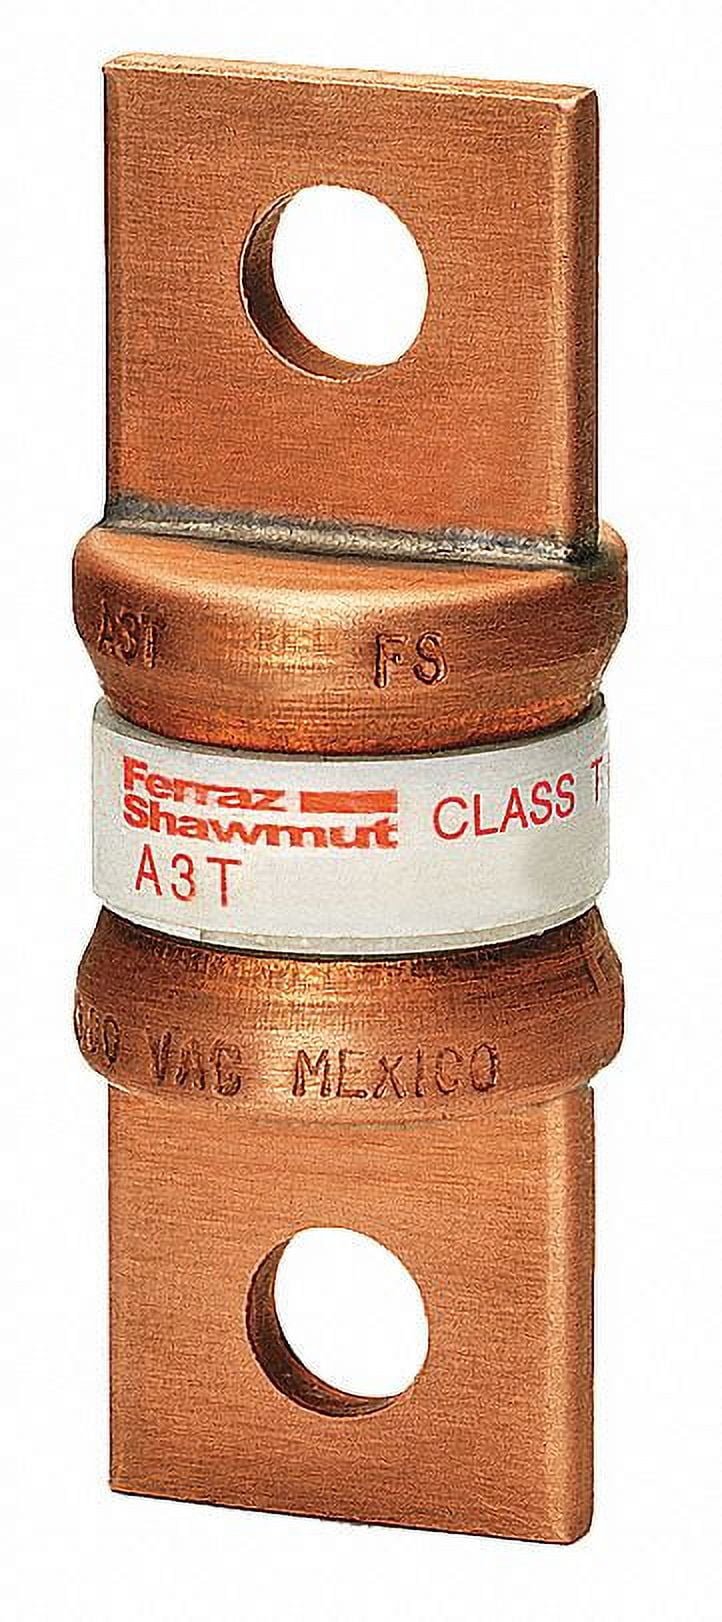 A3T FS
Ferraz
Shawmut
CLASS T
A3T
VAC MEXICO